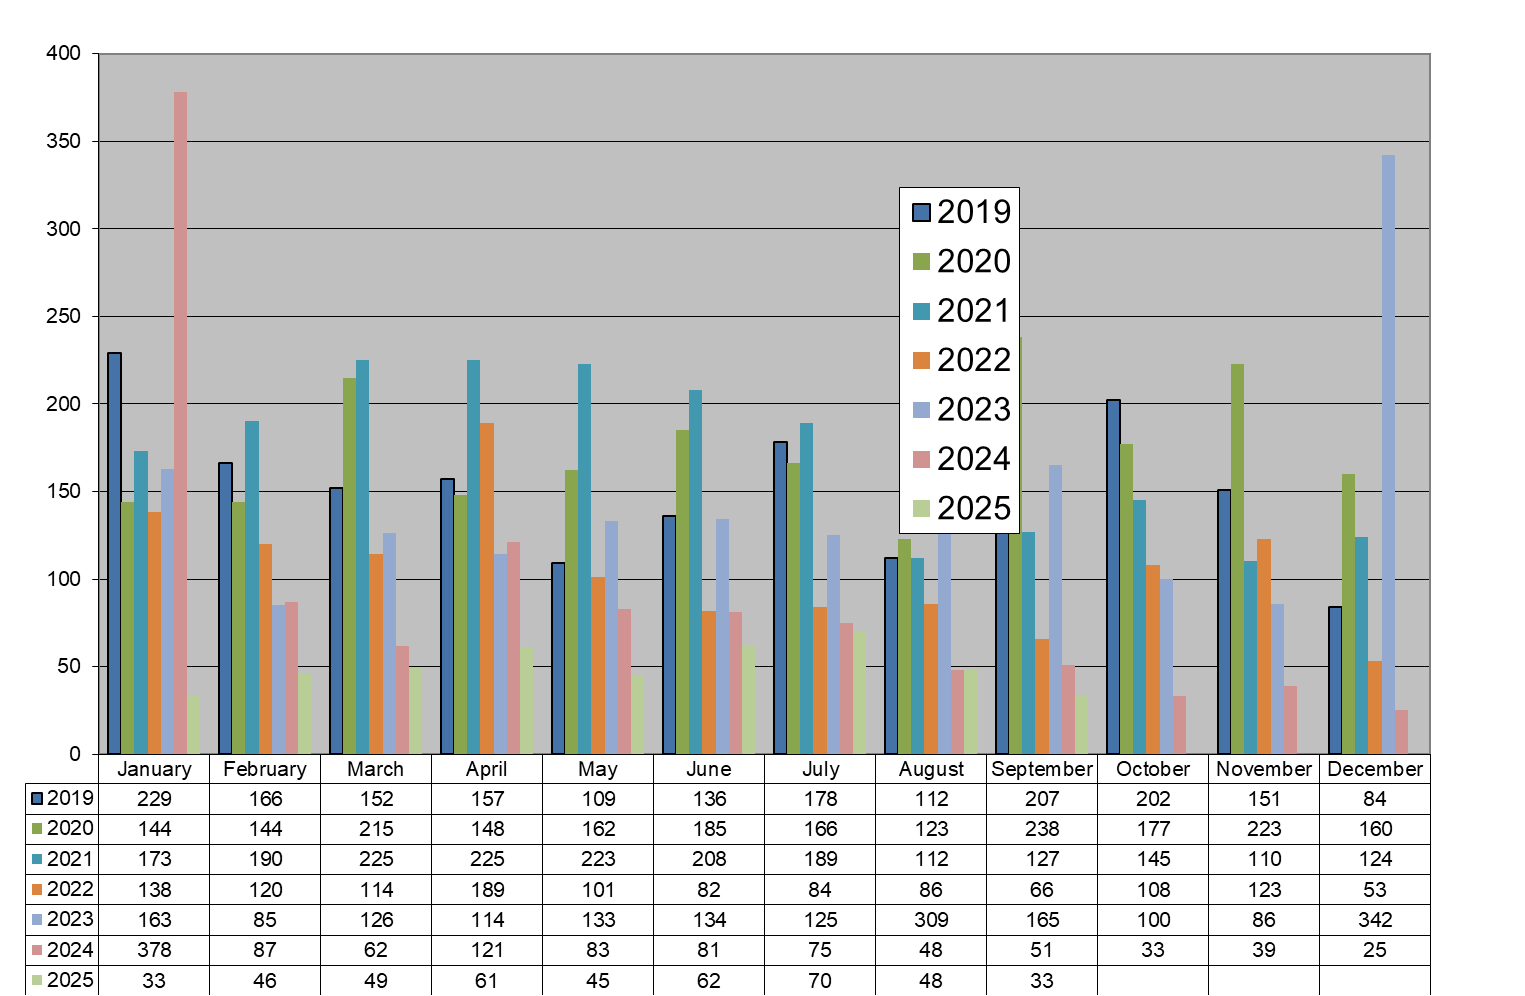 400
350
300
250
200
150
100
50
0
2019
2020
2021
2022
2023
2024
2025
January February March April May June July August September October November December
2019 229 166 152 157 109 136 178 112 207 202 151 84
2020 144 144 215 148 162 185 166 123 238 177 223 160
2021 173 190 225 225 223 208 189 112 127 145 110 124
2022 138 120 114 189 101 82 84 86 66 108 123 53
2023 163 85 126 114 133 134 125 309 165 100 86 342
2024 378 87 62 121 83 81 75 48 51 33 39 25
2025 33 46 49 61 45 62 70 48 33